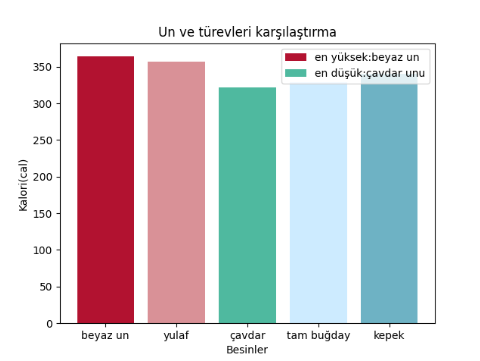 Un ve türevleri karşılaştırma
en yüksek:beyaz un
en düşük:çavdar unu
Kalori(cal)
350
300
250
200
150
100
50
0
beyaz un yulaf çavdar tam buğday kepek
Besinler